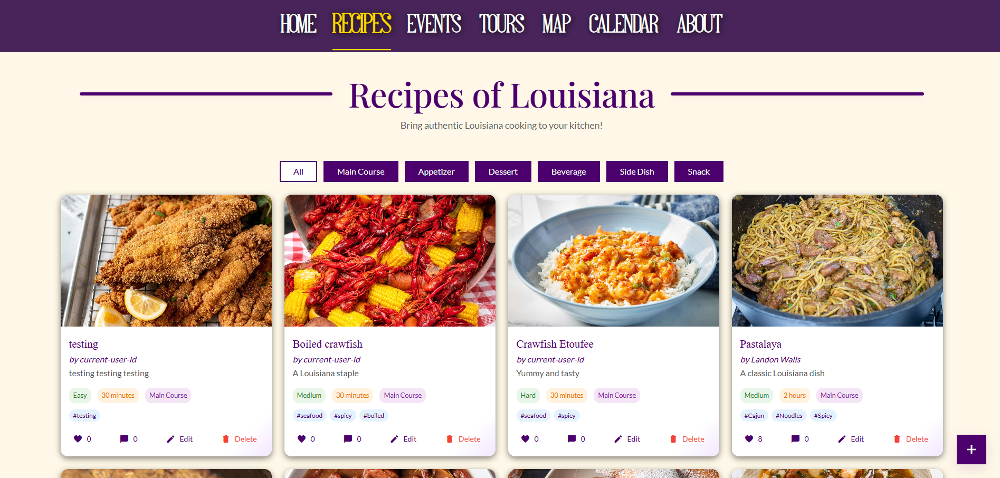 HOME RECIPES EVENTS TOURS MAP CALENDAR ABOUT
Recipes of Louisiana
Bring authentic Louisiana cooking to your kitchen!
All Main Course Appetizer Dessert Beverage Side Dish Snack
testing
by current-user-id
testing testing testing
Easy 30 minutes Main Course
#testing
0 0 Edit Delete
Boiled crawfish
by current-user-id
A Louisiana staple
Medium 30 minutes Main Course
#seafood #spicy #boiled
0 0 Edit Delete
Crawfish Etoufee
by current-user-id
Yummy and tasty
Hard 30 minutes Main Course
#seafood #spicy
0 0 Edit Delete
Pastalaya
by Landon Walls
A classic Louisiana dish
Medium 2 hours Main Course
#Cajun #Noodles #Spicy
8 0 Edit Delete
+